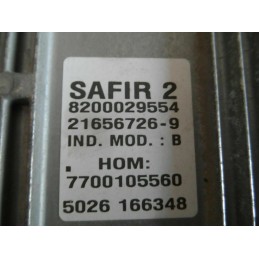 SAFIR 2
8200029554
21656726-9
IND. MOD. : B
. HOM:
7700105560
5026 166348